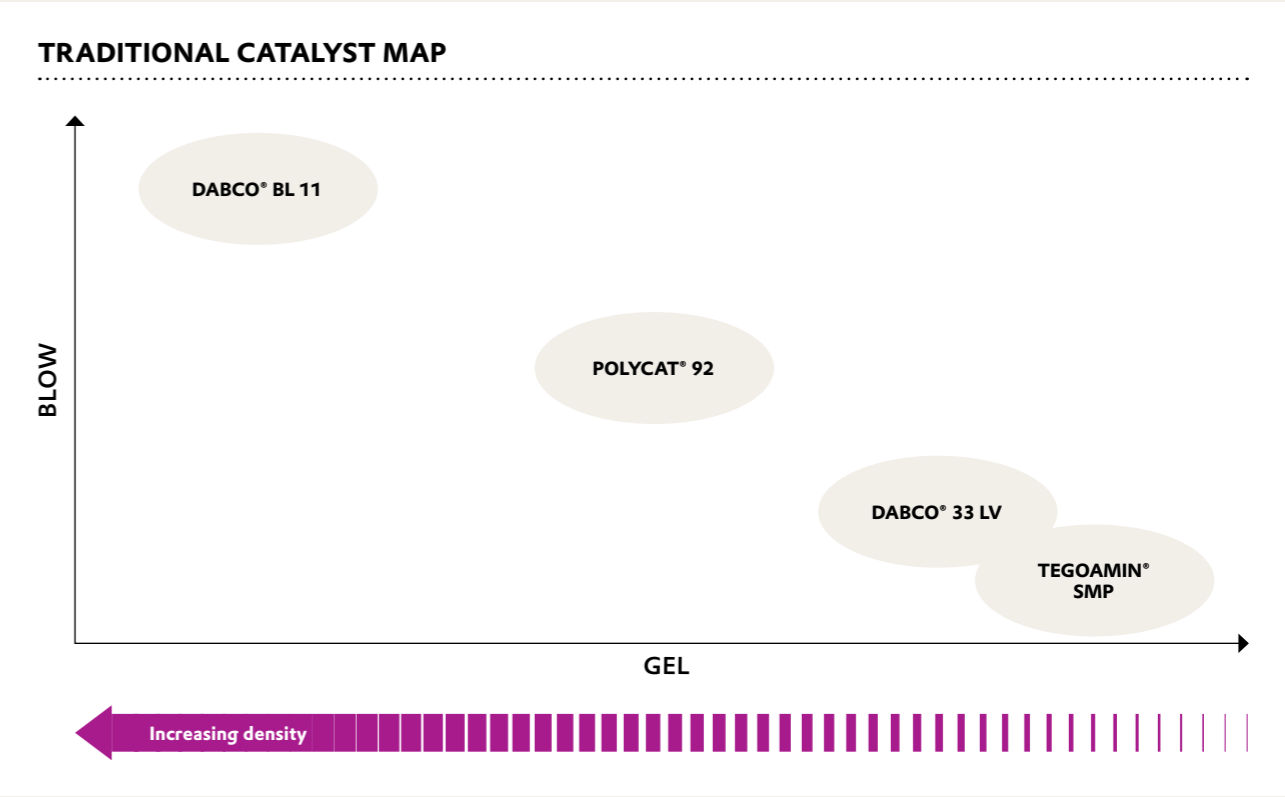 TRADITIONAL CATALYST MAP
DABCO® BL 11
POLYCAT® 92
BLOW
DABCO® 33 LV
TEGOAMIN®
SMP
GEL
Increasing density